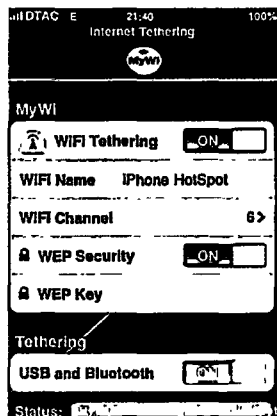 DTAC E 21:40 100%
Internet Tethering
MyWi
MyWi
WiFi Tethering ON
WiFi Name iPhone HotSpot
WiFi Channel 6
WEP Security ON
WEP Key
Tethering
USB and Bluetooth
Status: